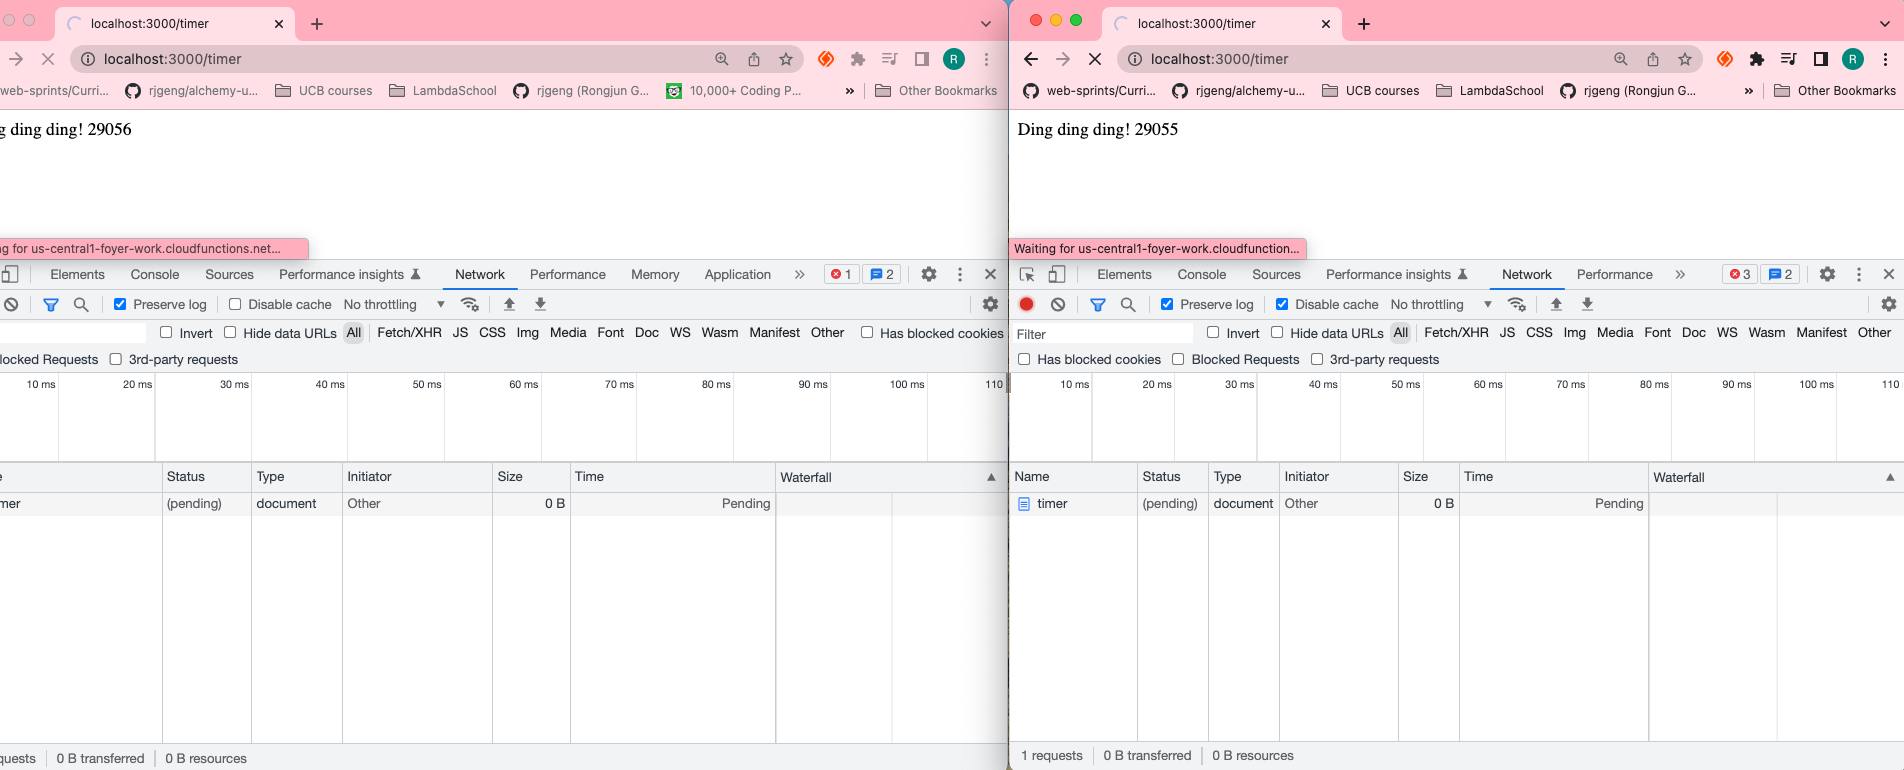 localhost:3000/timer
localhost:3000/timer
web-sprints/Curri... rjgeng/alchemy-u... UCB courses LambdaSchool rjgeng (Rongjun G... 10,000+ Coding P... » Other Bookmarks
g ding ding! 29056
ng for us-central1-foyer-work.cloudfunctions.net...
Elements Console Sources Performance insights Network Performance Memory Application » 1 2
Preserve log Disable cache No throttling
Invert Hide data URLs All Fetch/XHR JS CSS Img Media Font Doc WS Wasm Manifest Other Has blocked cookies
locked Requests 3rd-party requests
10 ms 20 ms 30 ms 40 ms 50 ms 60 ms 70 ms 80 ms 90 ms 100 ms 110
e Status Type Initiator Size Time Waterfall
mer (pending) document Other 0 B Pending
quests 0 B transferred 0 B resources
localhost:3000/timer
localhost:3000/timer R
web-sprints/Curri... rjgeng/alchemy-u... UCB courses LambdaSchool rjgeng (Rongjun G... » Other Bookmarks
Ding ding ding! 29055
Waiting for us-central1-foyer-work.cloudfunction...
Elements Console Sources Performance insights Network Performance » 3 2
Preserve log Disable cache No throttling
Filter Invert Hide data URLs All Fetch/XHR JS CSS Img Media Font Doc WS Wasm Manifest Other
Has blocked cookies Blocked Requests 3rd-party requests
10 ms 20 ms 30 ms 40 ms 50 ms 60 ms 70 ms 80 ms 90 ms 100 ms 110
Name Status Type Initiator Size Time Waterfall
timer (pending) document Other 0 B Pending
1 requests 0 B transferred 0 B resources